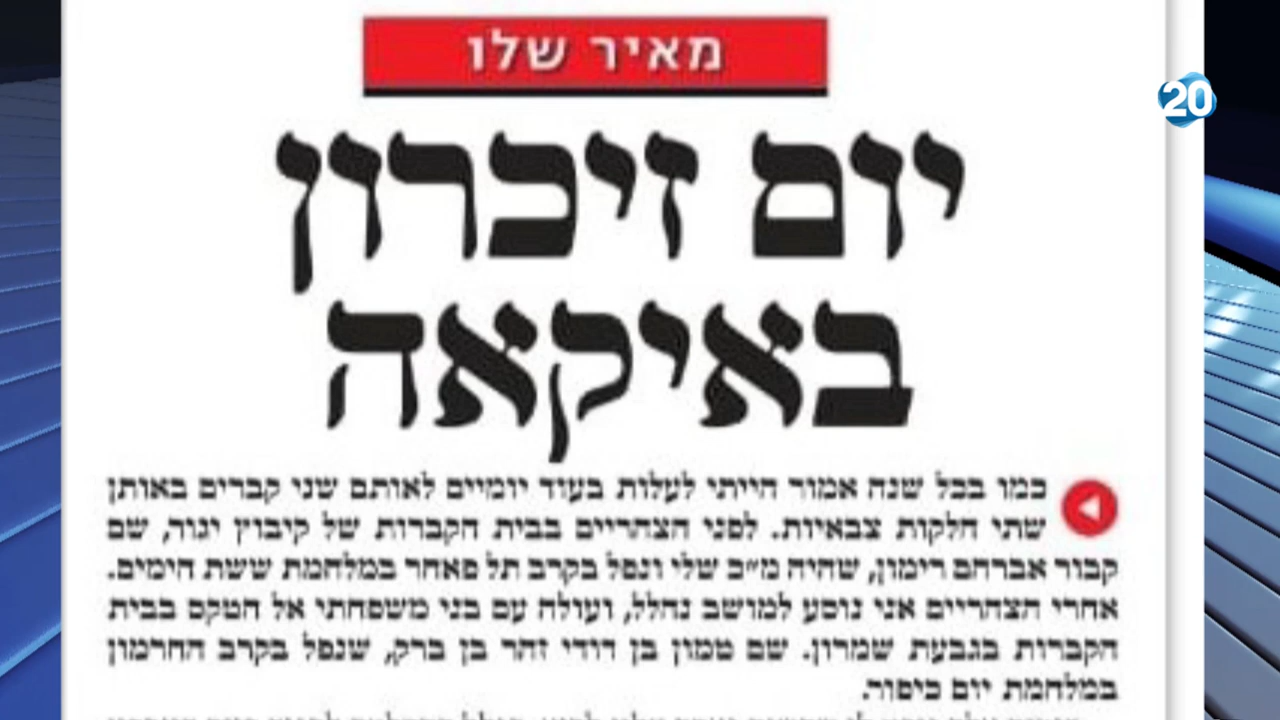 מאיר שלו
20
יום זיכרון
באיקאה
כמו בכל שנה אמור הייתי לעלות בעוד יומיים לאותם שני קברים באותן
שתי חלקות צבאיות. לפני הצהריים בבית הקברות של קיבוץ יגור, שם
קבור אברהם רימון, שהיה מ״כ שלי ונפל בקרב תל פאחר במלחמת ששת הימים.
אחרי הצהריים אני נוסע למושב נהלל, ועולה עם בני משפחתי אל הטקס בבית
הקברות בגבעת שמרון. שם טמון בן דודי זהר בן ברק, שנפל בקרב החרמון
במלחמת יום כיפור.